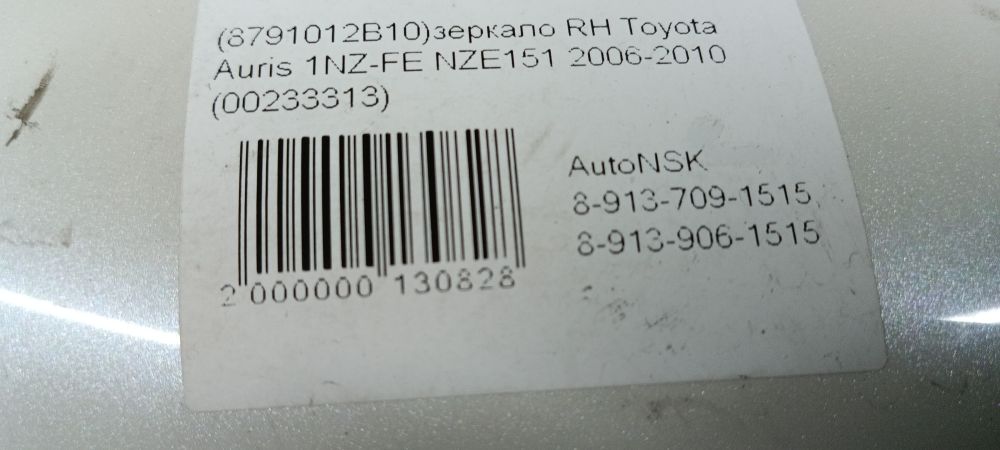 (8791012B10)зеркало RH Toyota
Auris 1NZ-FE NZE151 2006-2010
(00233313)
AutoNSK
8-913-709-1515,
8-913-906-1515
2 000000 130828